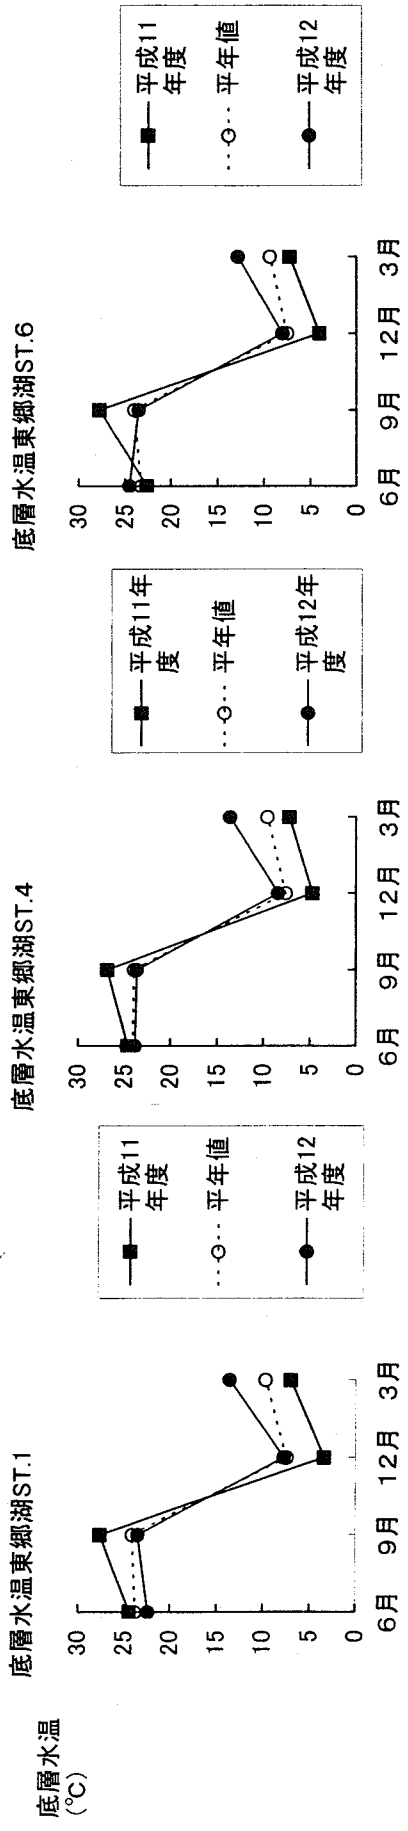 底層水温
(℃)
底層水温東郷湖ST.1
30
25
20
15
10
5
0
6月
9月
12月
3月
平成11
年度
平年値
平成12
年度
底層水温東郷湖ST.4
30
25
20
15
10
5
0
6月
9月
12月
3月
平成11年
度
平年値
平成12年
度
底層水温東郷湖ST.6
30
25
20
15
10
5
0
6月
9月
12月
3月
平成11
年度
平年値
平成12
年度